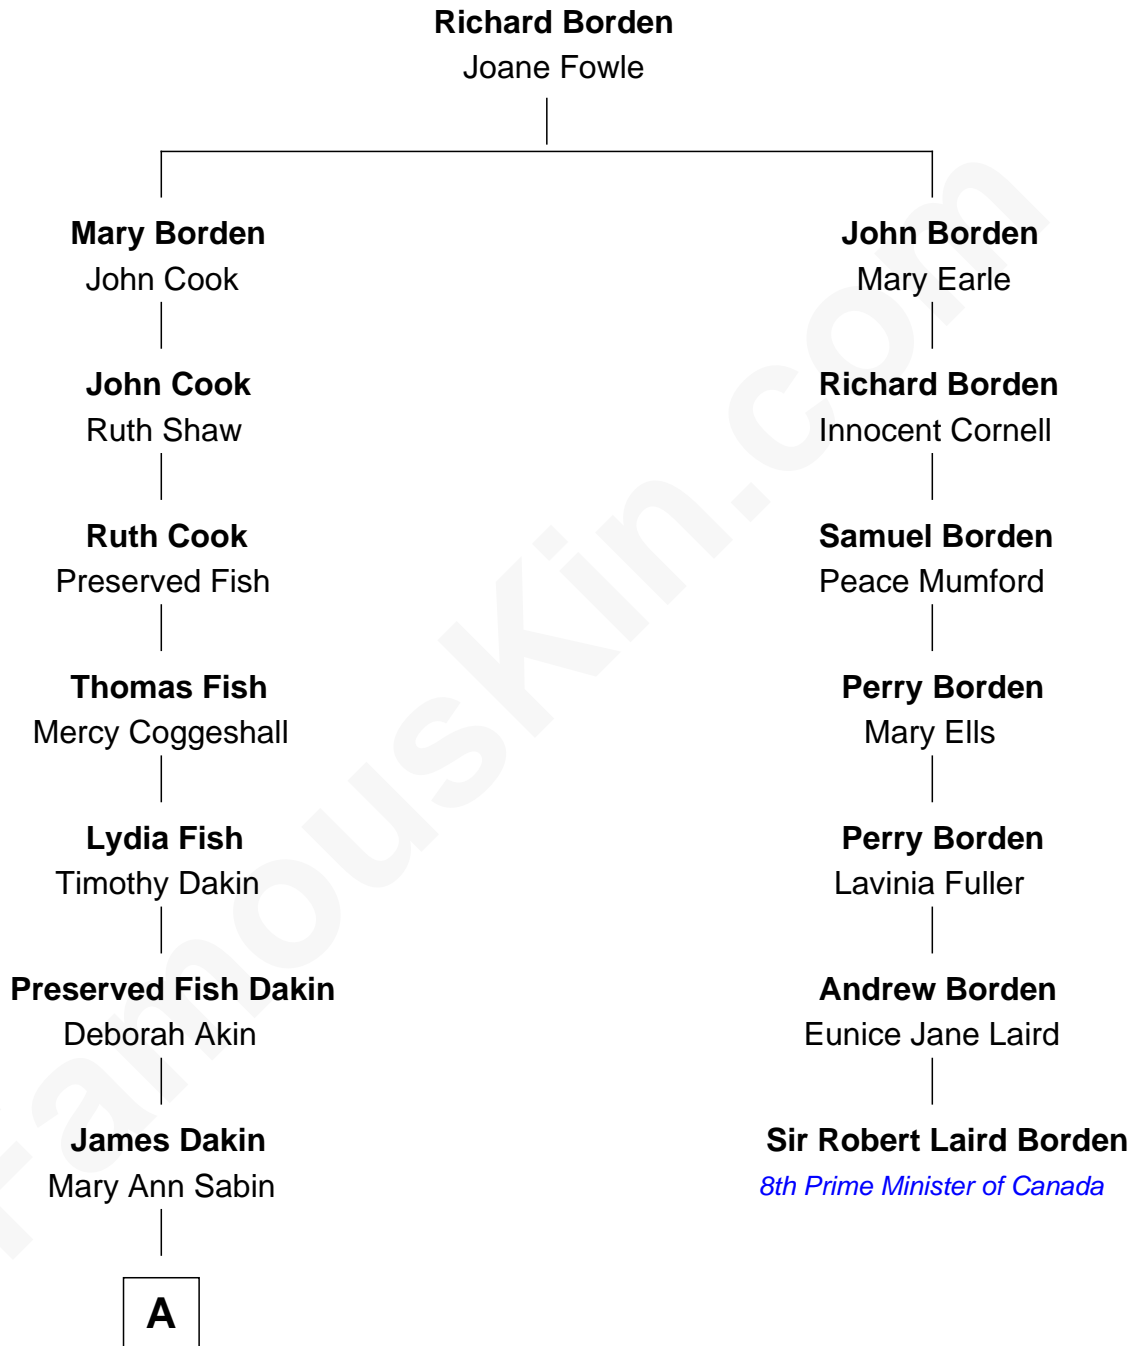 Richard Borden
Joane Fowle
Mary Borden
John Cook
John Borden
Mary Earle
John Cook
Ruth Shaw
Richard Borden
Innocent Cornell
Ruth Cook
Preserved Fish
Samuel Borden
Peace Mumford
Thomas Fish
Mercy Coggeshall
Perry Borden
Mary Ells
Lydia Fish
Timothy Dakin
Perry Borden
Lavinia Fuller
Preserved Fish Dakin
Deborah Akin
Andrew Borden
Eunice Jane Laird
James Dakin
Mary Ann Sabin
Sir Robert Laird Borden
8th Prime Minister of Canada
A
FamousKin.com